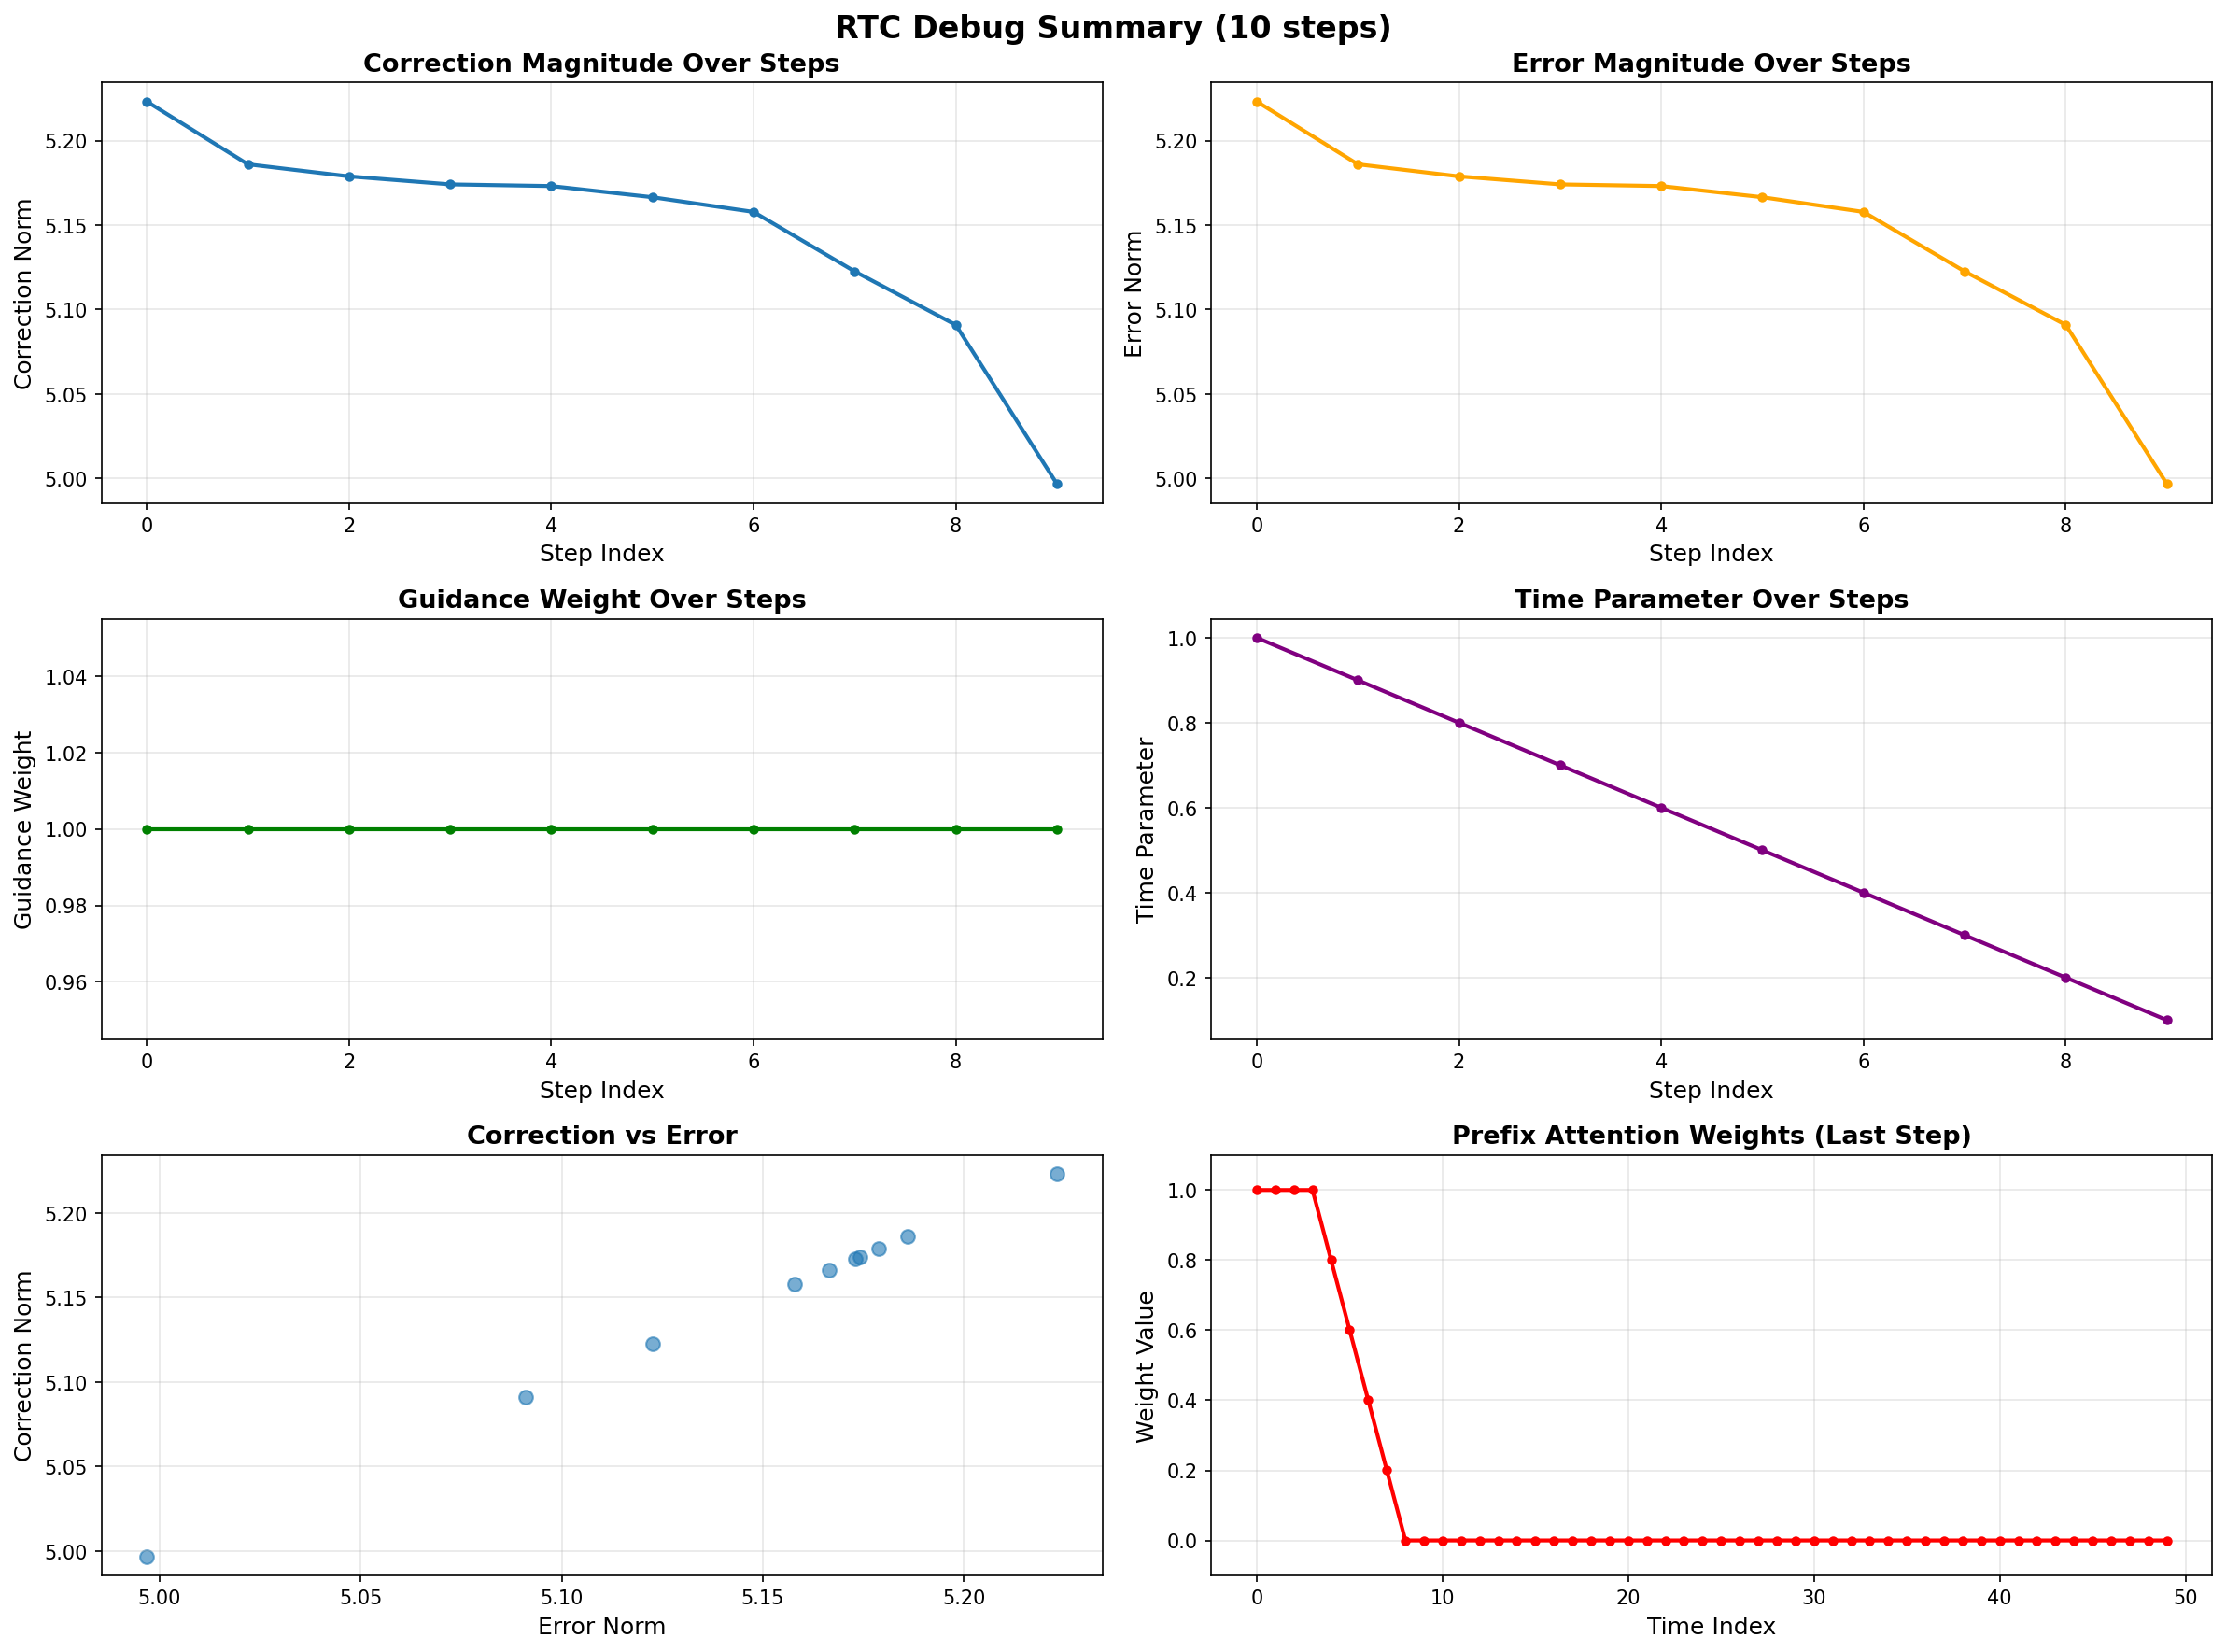 RTC Debug Summary (10 steps)
Correction Magnitude Over Steps
Correction Norm
5.20
5.15
5.10
5.05
5.00
0 2 4 6 8
Step Index
Error Magnitude Over Steps
Error Norm
5.20
5.15
5.10
5.05
5.00
0 2 4 6 8
Step Index
Guidance Weight Over Steps
Guidance Weight
1.04
1.02
1.00
0.98
0.96
0 2 4 6 8
Step Index
Time Parameter Over Steps
Time Parameter
1.0
0.8
0.6
0.4
0.2
0 2 4 6 8
Step Index
Correction vs Error
Correction Norm
5.20
5.15
5.10
5.05
5.00
5.00 5.05 5.10 5.15 5.20
Error Norm
Prefix Attention Weights (Last Step)
Weight Value
1.0
0.8
0.6
0.4
0.2
0.0
0 10 20 30 40 50
Time Index